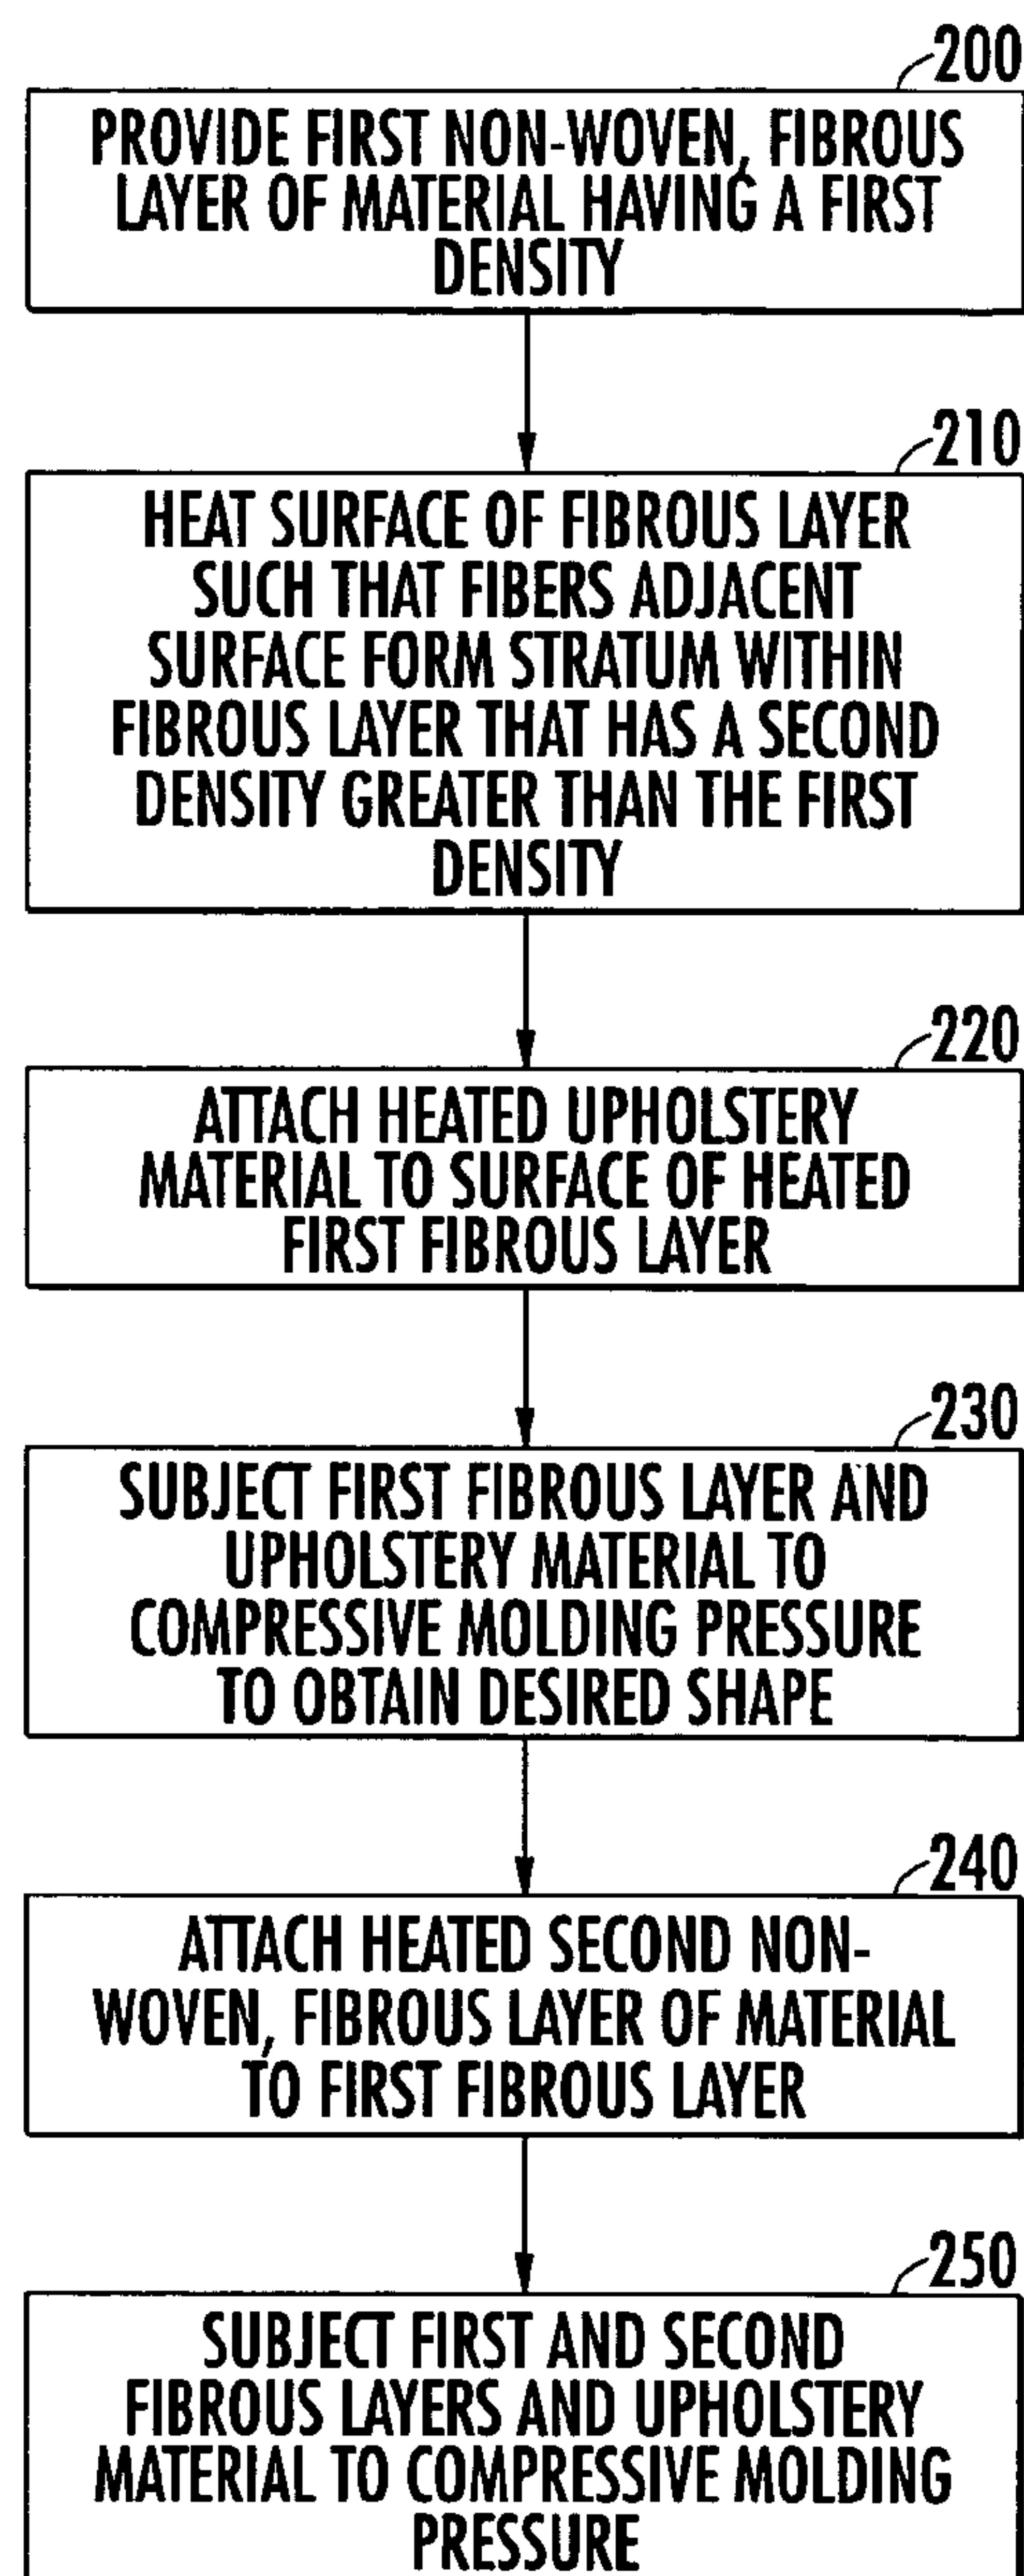 200
PROVIDE FIRST NON-WOVEN, FIBROUS
LAYER OF MATERIAL HAVING A FIRST
DENSITY
210
HEAT SURFACE OF FIBROUS LAYER
SUCH THAT FIBERS ADJACENT
SURFACE FORM STRATUM WITHIN
FIBROUS LAYER THAT HAS A SECOND
DENSITY GREATER THAN THE FIRST
DENSITY
220
ATTACH HEATED UPHOLSTERY
MATERIAL TO SURFACE OF HEATED
FIRST FIBROUS LAYER
230
SUBJECT FIRST FIBROUS LAYER AND
UPHOLSTERY MATERIAL TO
COMPRESSIVE MOLDING PRESSURE
TO OBTAIN DESIRED SHAPE
240
ATTACH HEATED SECOND NON-
WOVEN, FIBROUS LAYER OF MATERIAL
TO FIRST FIBROUS LAYER
250
SUBJECT FIRST AND SECOND
FIBROUS LAYERS AND UPHOLSTERY
MATERIAL TO COMPRESSIVE MOLDING
PRESSURE